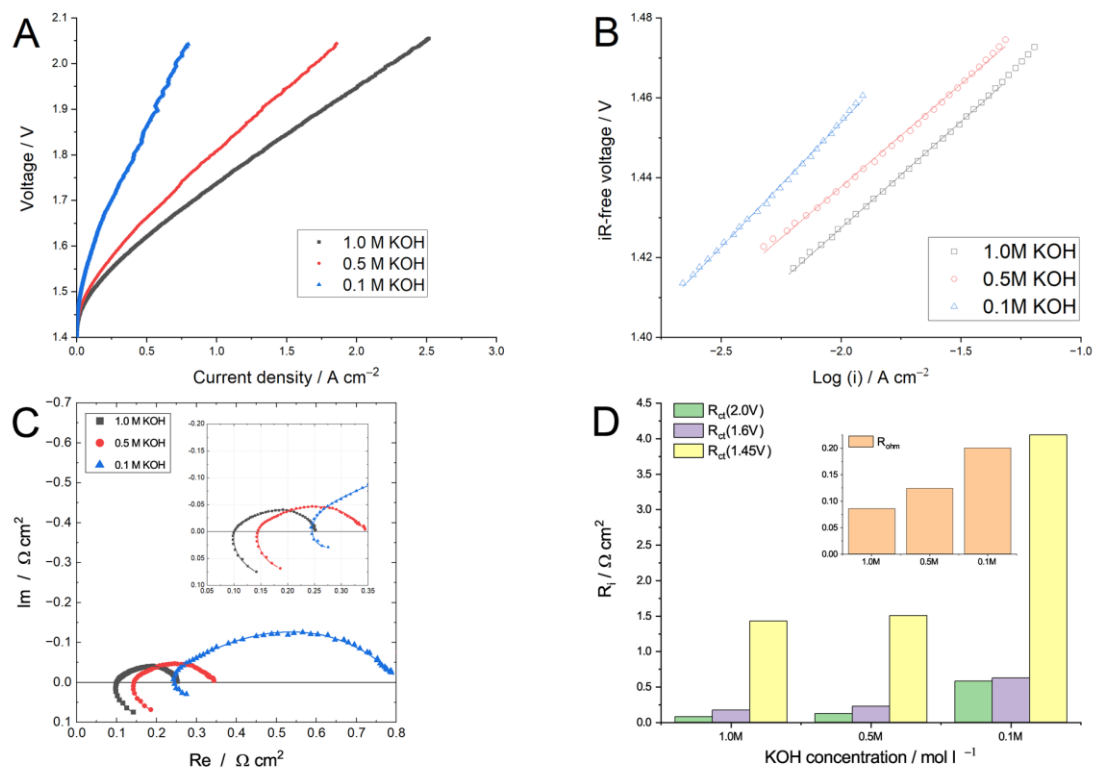 A
2.1
2.0
1.9
1.8
1.7
1.6
1.5
1.4
Voltage / V
0.0 0.5 1.0 1.5 2.0 2.5 3.0
Current density / A cm⁻²
1.0 M KOH
0.5 M KOH
0.1 M KOH
B
1.48
1.46
1.44
1.42
1.40
iR-free voltage / V
−2.5 −2.0 −1.5 −1.0
Log (i) / A cm⁻²
1.0M KOH
0.5M KOH
0.1M KOH
C
−0.7
−0.6
−0.5
−0.4
−0.3
−0.2
−0.1
0.0
0.1
Im / Ω cm²
0.0 0.1 0.2 0.3 0.4 0.5 0.6 0.7 0.8
Re / Ω cm²
1.0 M KOH
0.5 M KOH
0.1 M KOH
-0.20
-0.15
-0.10
-0.05
0.00
0.05
0.10
0.05 0.10 0.15 0.20 0.25 0.30 0.35
D
Rct(2.0V)
Rct(1.6V)
Rct(1.45V)
4.5
4.0
3.5
3.0
2.5
2.0
1.5
1.0
0.5
0.0
Rᵢ / Ω cm²
1.0M 0.5M 0.1M
KOH concentration / mol l ⁻¹
Rohm
0.20
0.15
0.10
0.05
0.00
1.0M 0.5M 0.1M